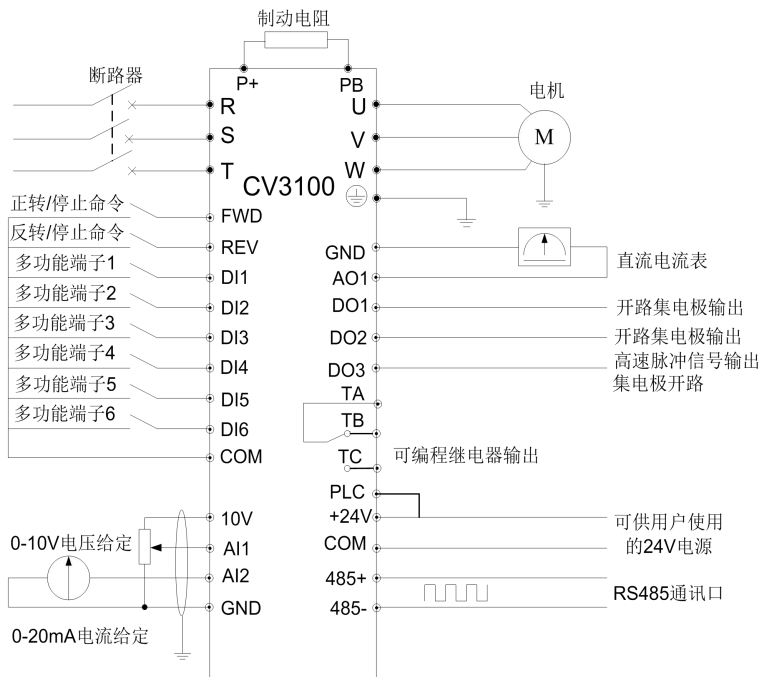 制动电阻
断路器
P+
PB
电机
R
U
S
V
M
T
W
CV3100
正转/停止命令
FWD
反转/停止命令
REV
GND
多功能端子1
DI1
AO1
直流电流表
多功能端子2
DI2
DO1
开路集电极输出
多功能端子3
DI3
DO2
开路集电极输出
多功能端子4
DI4
DO3
高速脉冲信号输出
集电极开路
多功能端子5
DI5
TA
多功能端子6
DI6
TB
COM
TC
可编程继电器输出
PLC
10V
+24V
可供用户使用
的24V电源
0-10V电压给定
AI1
COM
AI2
485+
RS485通讯口
GND
485-
0-20mA电流给定